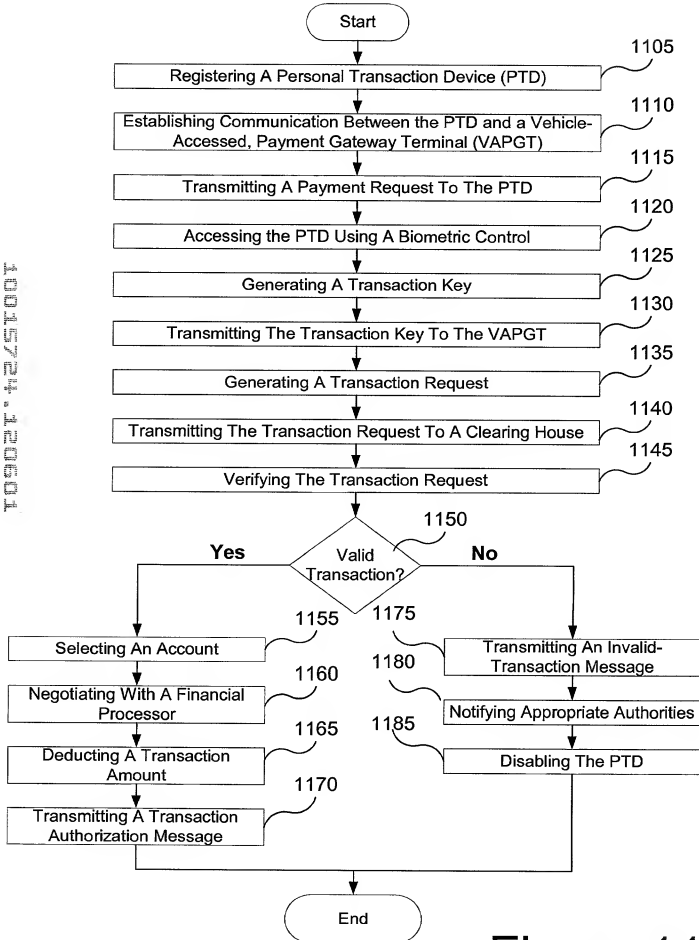 Start
1105
Registering A Personal Transaction Device (PTD)
1110
Establishing Communication Between the PTD and a Vehicle-
Accessed, Payment Gateway Terminal (VAPGT)
1115
Transmitting A Payment Request To The PTD
1120
Accessing the PTD Using A Biometric Control
1125
Generating A Transaction Key
1130
Transmitting The Transaction Key To The VAPGT
1135
Generating A Transaction Request
1140
Transmitting The Transaction Request To A Clearing House
1145
Verifying The Transaction Request
1150
Valid
Transaction?
Yes
No
1155
Selecting An Account
1160
Negotiating With A Financial
Processor
1165
Deducting A Transaction
Amount
1170
Transmitting A Transaction
Authorization Message
1175
Transmitting An Invalid-
Transaction Message
1180
Notifying Appropriate Authorities
1185
Disabling The PTD
End
10015724.120601